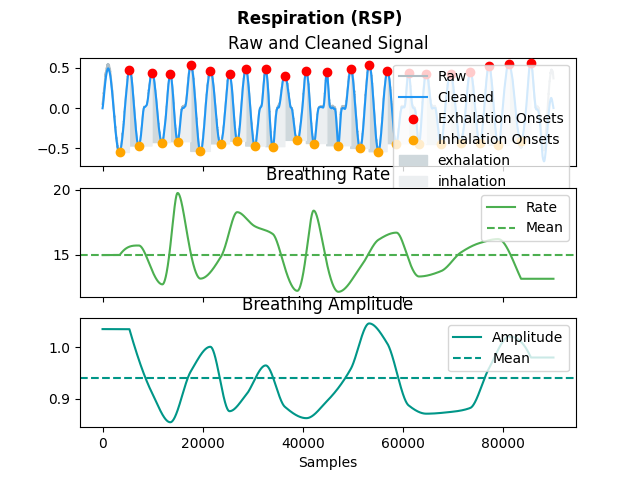 Respiration (RSP)
Raw and Cleaned Signal
0.5
0.0
−0.5
Raw
Cleaned
Exhalation Onsets
Inhalation Onsets
exhalation
inhalation
Breathing Rate
20
15
Rate
Mean
Breathing Amplitude
1.0
0.9
Amplitude
Mean
0 20000 40000 60000 80000
Samples